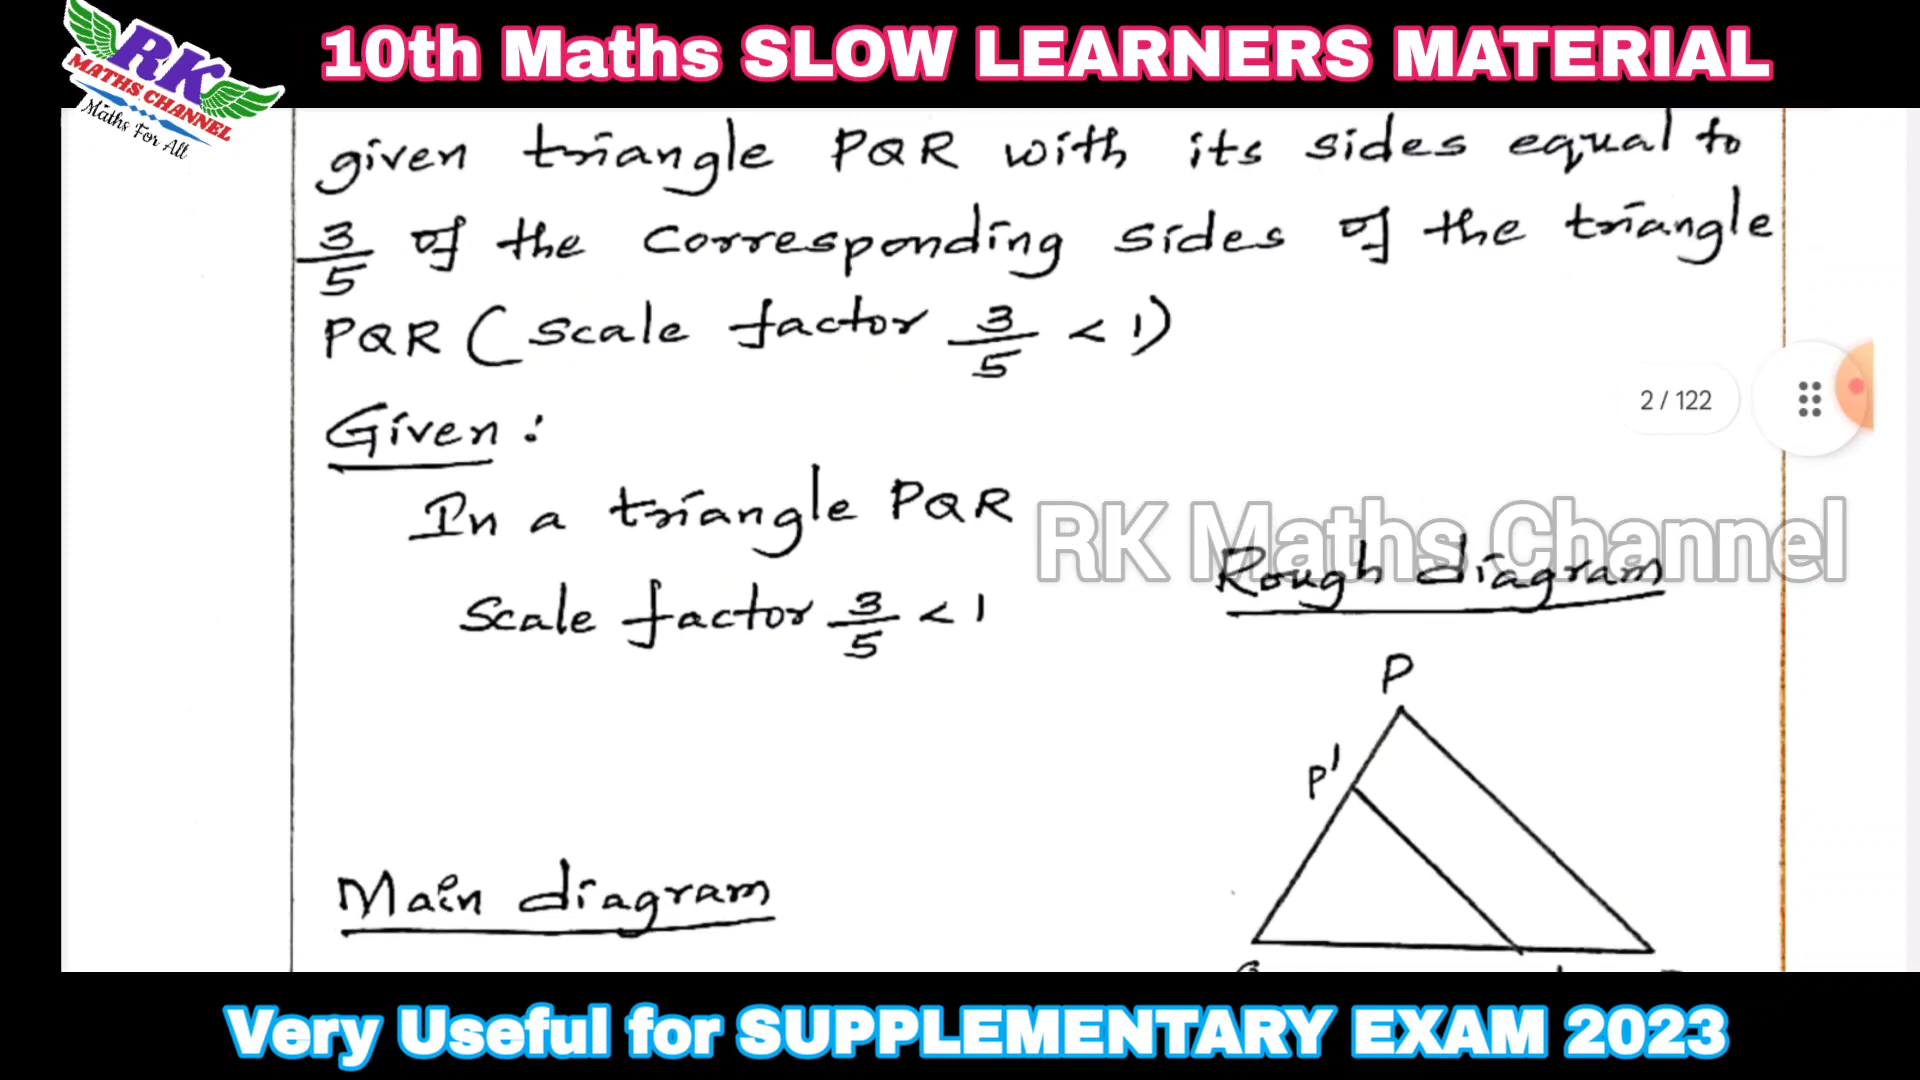 10th Maths SLOW LEARNERS MATERIAL
RK
MATHS CHANNEL
Maths For All
given triangle PQR with its sides equal to
3/5 of the corresponding sides of the triangle
PQR (scale factor 3/5 < 1)
2 / 122
Given :
In a triangle PQR
RK Maths Channel
Rough diagram
Scale factor 3/5 < 1
P
P'
Main diagram
Very Useful for SUPPLEMENTARY EXAM 2023